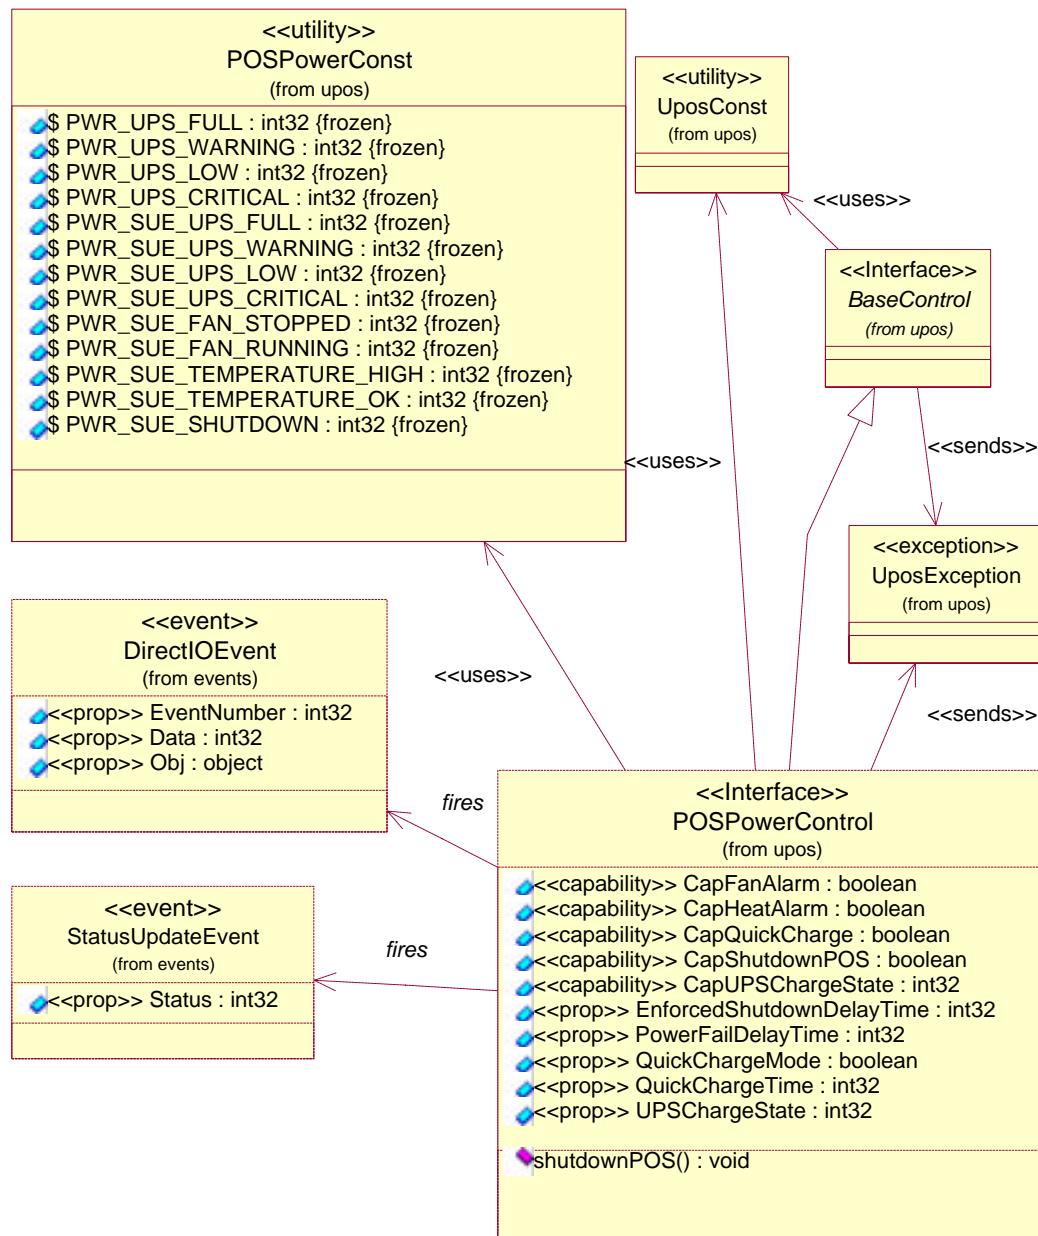 <<utility>>
POSPowerConst
(from upos)
$ PWR_UPS_FULL : int32 {frozen}
$ PWR_UPS_WARNING : int32 {frozen}
$ PWR_UPS_LOW : int32 {frozen}
$ PWR_UPS_CRITICAL : int32 {frozen}
$ PWR_SUE_UPS_FULL : int32 {frozen}
$ PWR_SUE_UPS_WARNING : int32 {frozen}
$ PWR_SUE_UPS_LOW : int32 {frozen}
$ PWR_SUE_UPS_CRITICAL : int32 {frozen}
$ PWR_SUE_FAN_STOPPED : int32 {frozen}
$ PWR_SUE_FAN_RUNNING : int32 {frozen}
$ PWR_SUE_TEMPERATURE_HIGH : int32 {frozen}
$ PWR_SUE_TEMPERATURE_OK : int32 {frozen}
$ PWR_SUE_SHUTDOWN : int32 {frozen}
<<utility>>
UposConst
(from upos)
<<uses>>
<<Interface>>
BaseControl
(from upos)
<<uses>>
<<sends>>
<<exception>>
UposException
(from upos)
<<event>>
DirectIOEvent
(from events)
<<prop>> EventNumber : int32
<<prop>> Data : int32
<<prop>> Obj : object
<<uses>>
<<sends>>
fires
<<event>>
StatusUpdateEvent
(from events)
<<prop>> Status : int32
fires
<<Interface>>
POSPowerControl
(from upos)
<<capability>> CapFanAlarm : boolean
<<capability>> CapHeatAlarm : boolean
<<capability>> CapQuickCharge : boolean
<<capability>> CapShutdownPOS : boolean
<<capability>> CapUPSChargeState : int32
<<prop>> EnforcedShutdownDelayTime : int32
<<prop>> PowerFailDelayTime : int32
<<prop>> QuickChargeMode : boolean
<<prop>> QuickChargeTime : int32
<<prop>> UPSChargeState : int32
shutdownPOS() : void